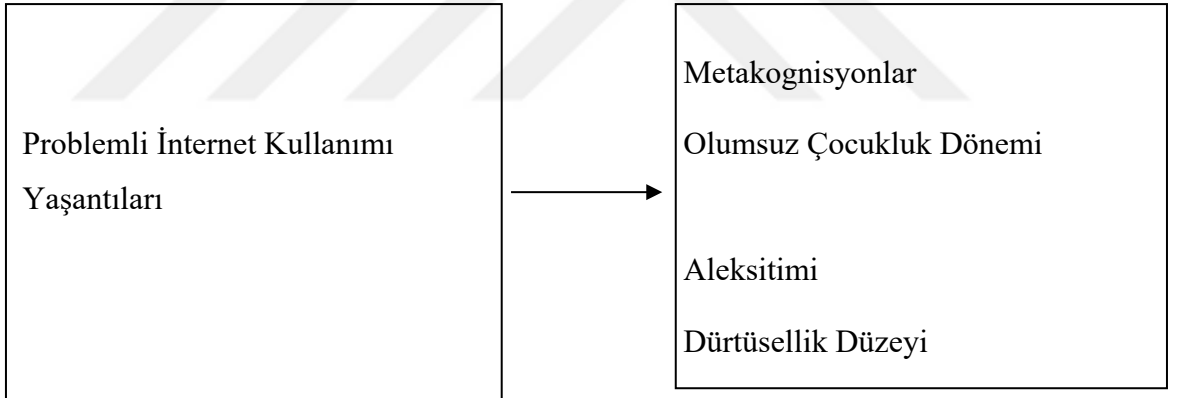 Problemli İnternet Kullanımı
Yaşantıları
Metakognisyonlar
Olumsuz Çocukluk Dönemi
Aleksitimi
Dürtüsellik Düzeyi